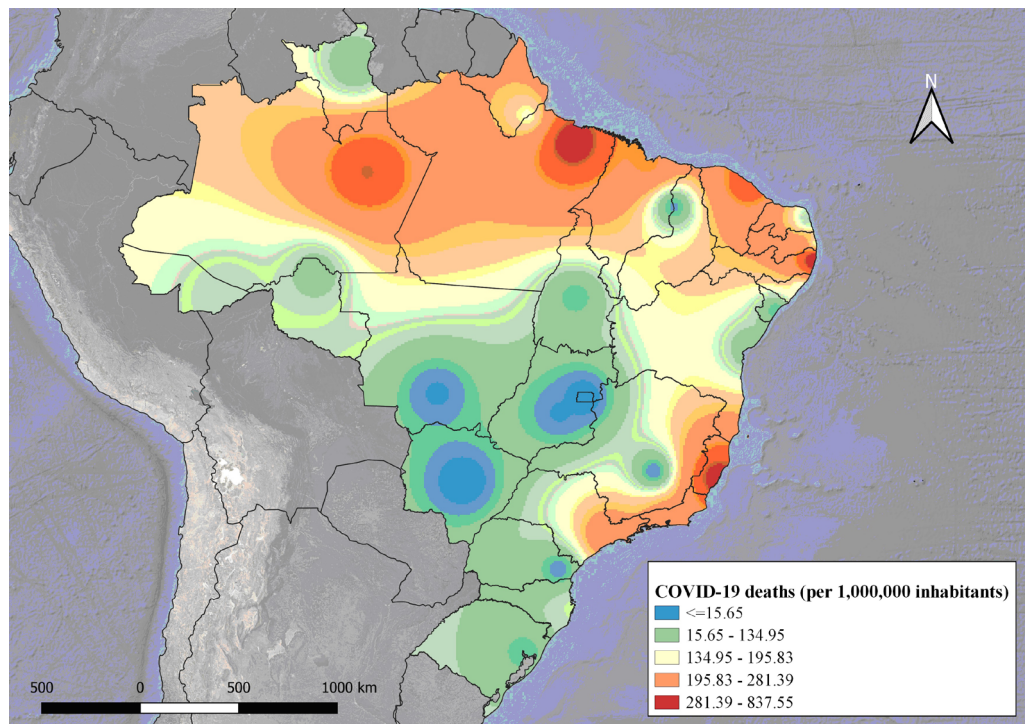 N
COVID-19 deaths (per 1,000,000 inhabitants)
<=15.65
15.65 - 134.95
134.95 - 195.83
195.83 - 281.39
281.39 - 837.55
500 0 500 1000 km